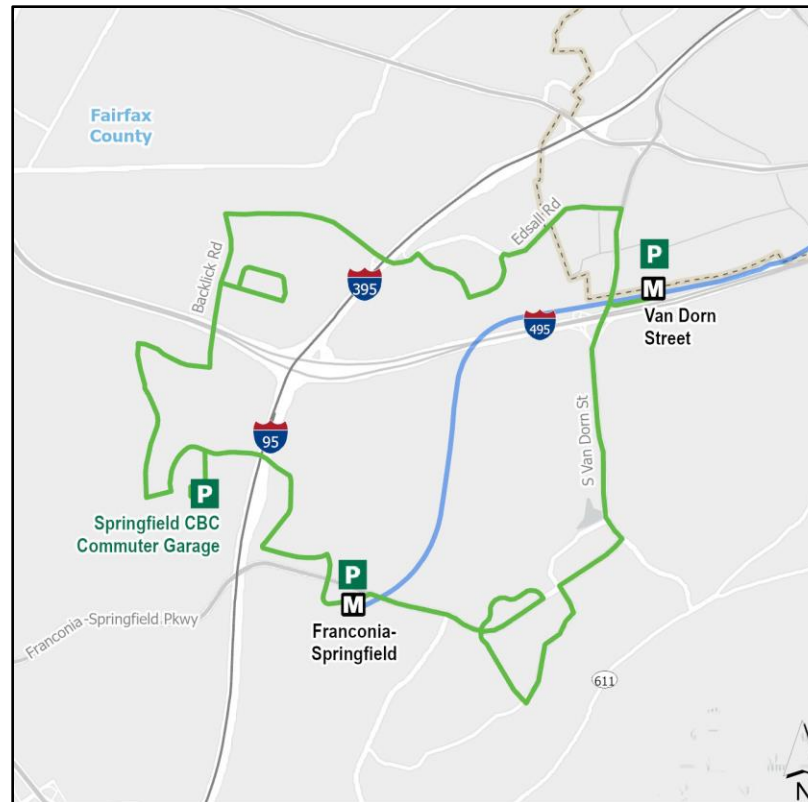 Fairfax
County
Backlick Rd
Edsall Rd
P
M
Van Dorn
Street
395
495
95
S Van Dorn St
P
Springfield CBC
Commuter Garage
P
M
Franconia-
Springfield
Franconia-Springfield Pkwy
611
N